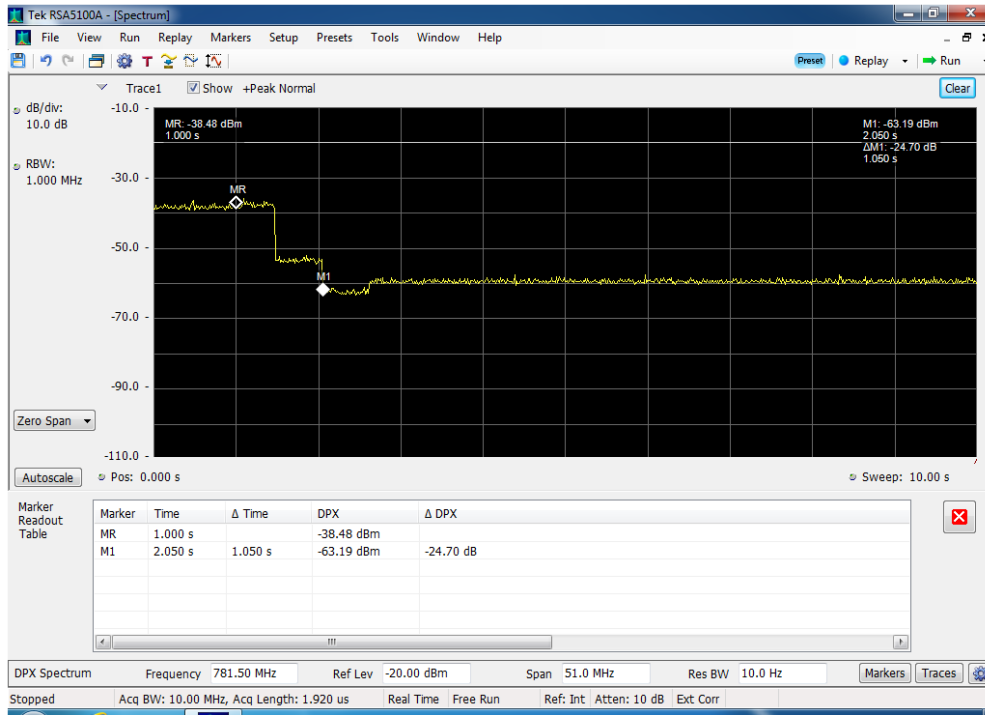 Tek RSA5100A - [Spectrum]
File View Run Replay Markers Setup Presets Tools Window Help
T Preset Replay Run
Trace1 Show +Peak Normal Clear
dB/div:
10.0 dB
RBW:
1.000 MHz
-10.0
-30.0
-50.0
-70.0
-90.0
-110.0
MR: -38.48 dBm
1.000 s
M1: -63.19 dBm
2.050 s
ΔM1: -24.70 dB
1.050 s
MR
M1
Zero Span
Autoscale Pos: 0.000 s Sweep: 10.00 s
Marker
Readout
Table
Marker Time Δ Time DPX Δ DPX
MR 1.000 s -38.48 dBm
M1 2.050 s 1.050 s -63.19 dBm -24.70 dB
DPX Spectrum Frequency 781.50 MHz Ref Lev -20.00 dBm Span 51.0 MHz Res BW 10.0 Hz Markers Traces
Stopped Acq BW: 10.00 MHz, Acq Length: 1.920 us Real Time Free Run Ref: Int Atten: 10 dB Ext Corr